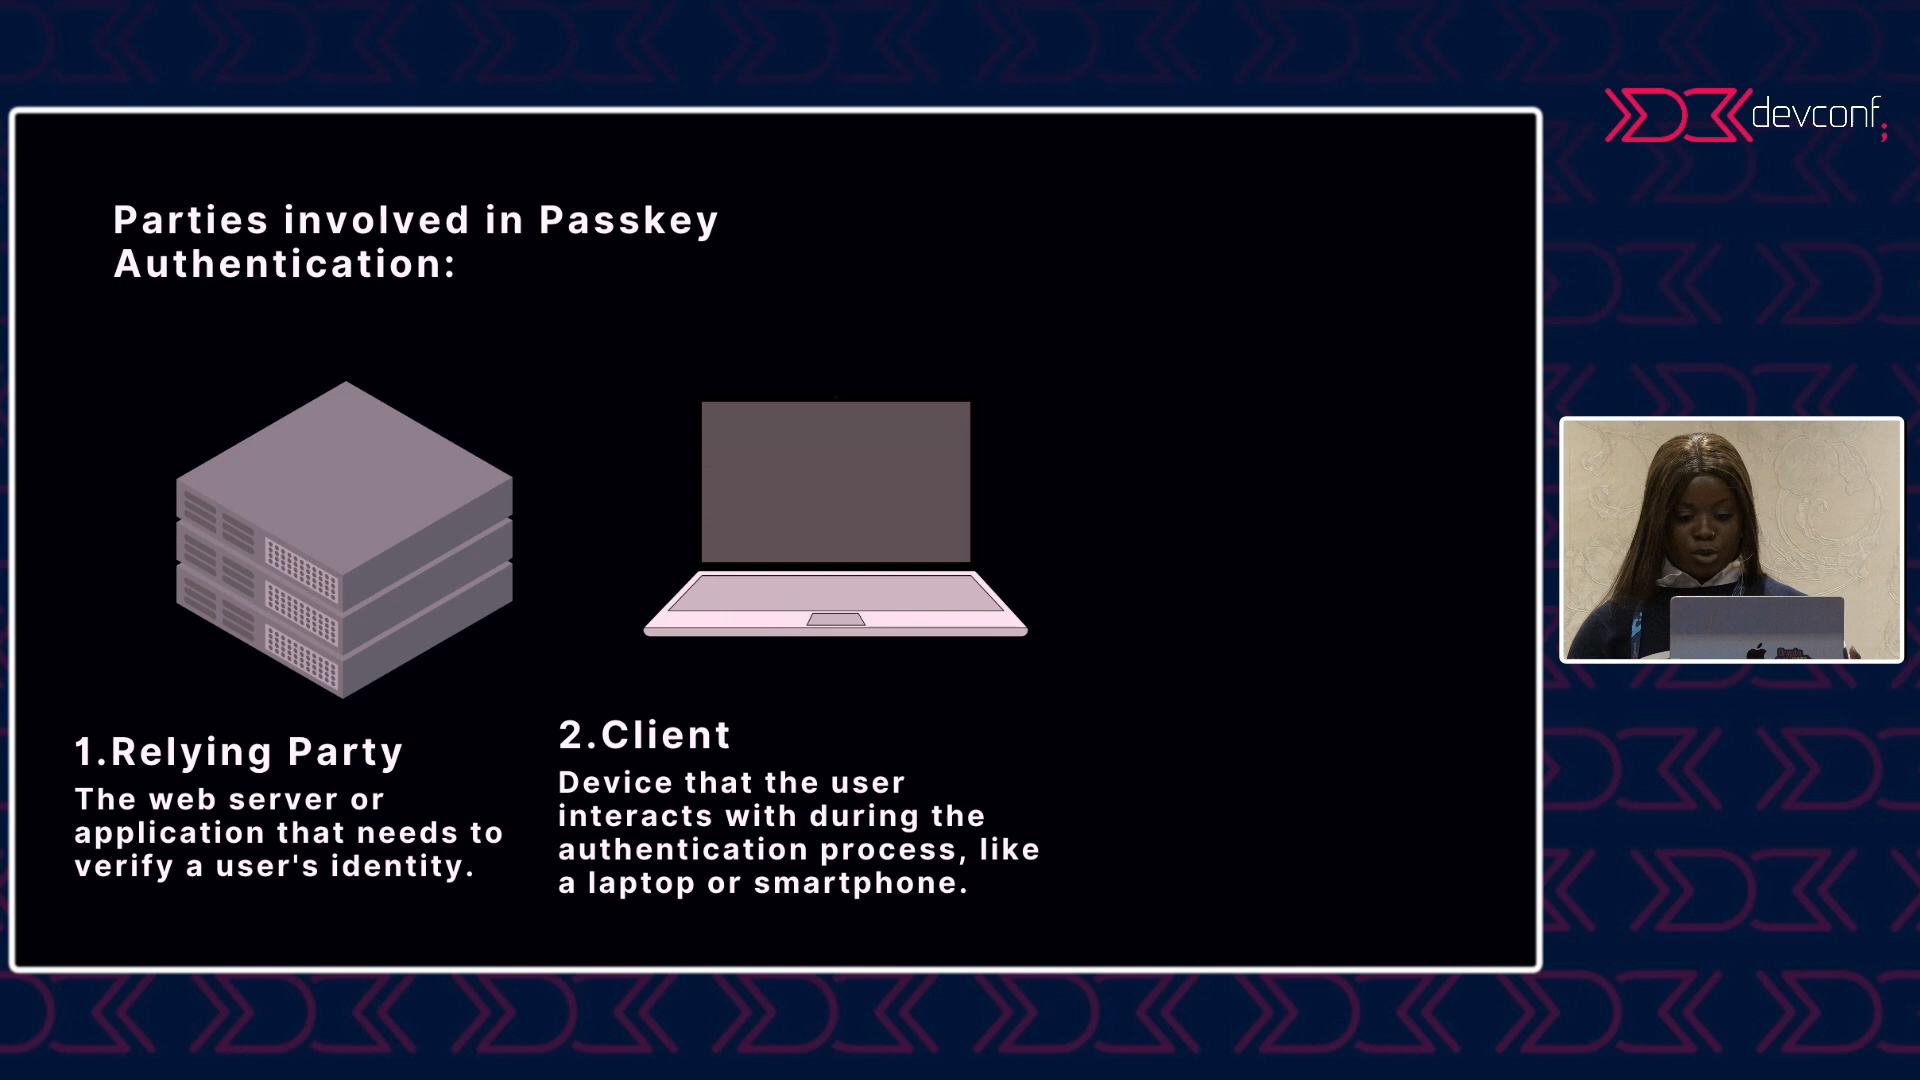 devconf;
Parties involved in Passkey
Authentication:
1.Relying Party
The web server or
application that needs to
verify a user's identity.
2.Client
Device that the user
interacts with during the
authentication process, like
a laptop or smartphone.